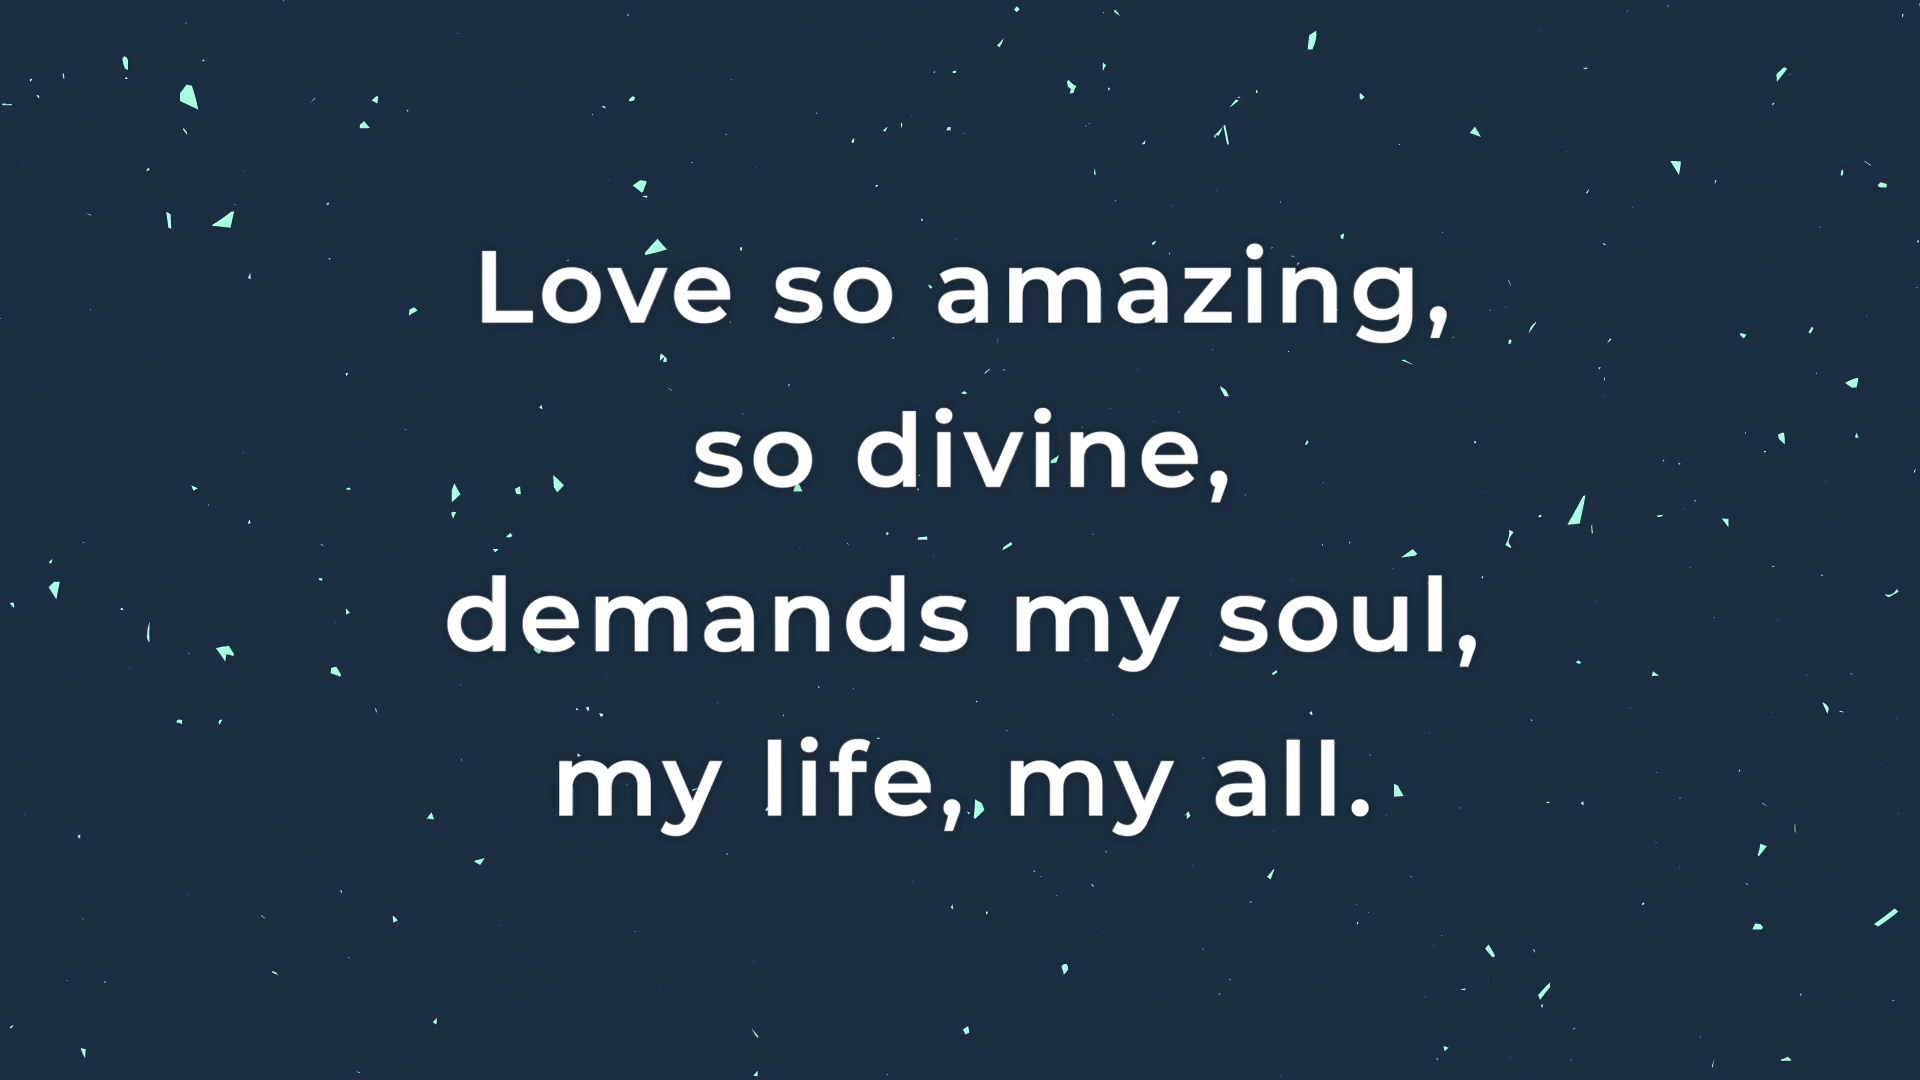 Love so amazing,
so divine,
demands my soul,
my life, my all.